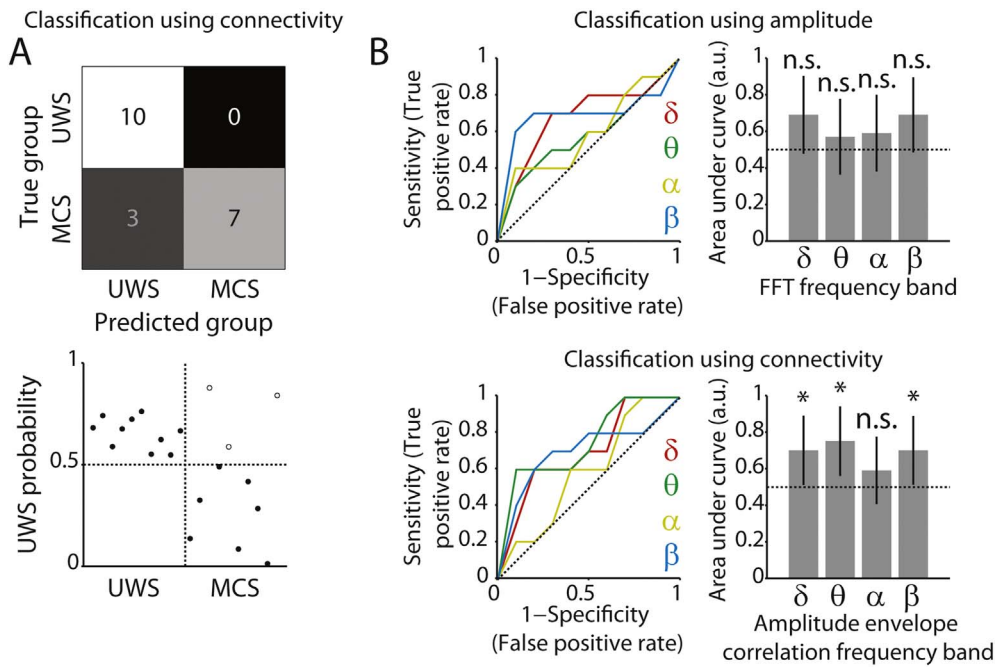 Classification using connectivity
A
True group
UWS
MCS
10
0
3
7
UWS
MCS
Predicted group
UWS probability
1
0.5
0
UWS
MCS
B
Classification using amplitude
Sensitivity (True
positive rate)
1
0.8
0.6
0.4
0.2
0
δ
θ
α
β
0
0.5
1
1−Specificity
(False positive rate)
Area under curve (a.u.)
1
0.8
0.6
0.4
0.2
0
n.s.
n.s.
n.s.
n.s.
δ
θ
α
β
FFT frequency band
Classification using connectivity
Sensitivity (True
positive rate)
1
0.8
0.6
0.4
0.2
0
δ
θ
α
β
0
0.5
1
1−Specificity
(False positive rate)
Area under curve (a.u.)
1
0.8
0.6
0.4
0.2
0
*
*
n.s.
*
δ
θ
α
β
Amplitude envelope
correlation frequency band